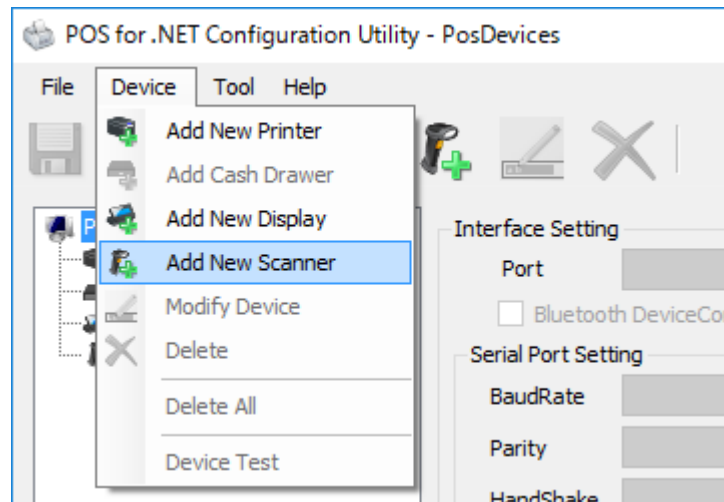 POS for .NET Configuration Utility - PosDevices
File Device Tool Help
Add New Printer
Add Cash Drawer
Add New Display
Add New Scanner
Modify Device
Delete
Delete All
Device Test
P
Interface Setting
Port
Bluetooth DeviceCo
Serial Port Setting
BaudRate
Parity
HandShake